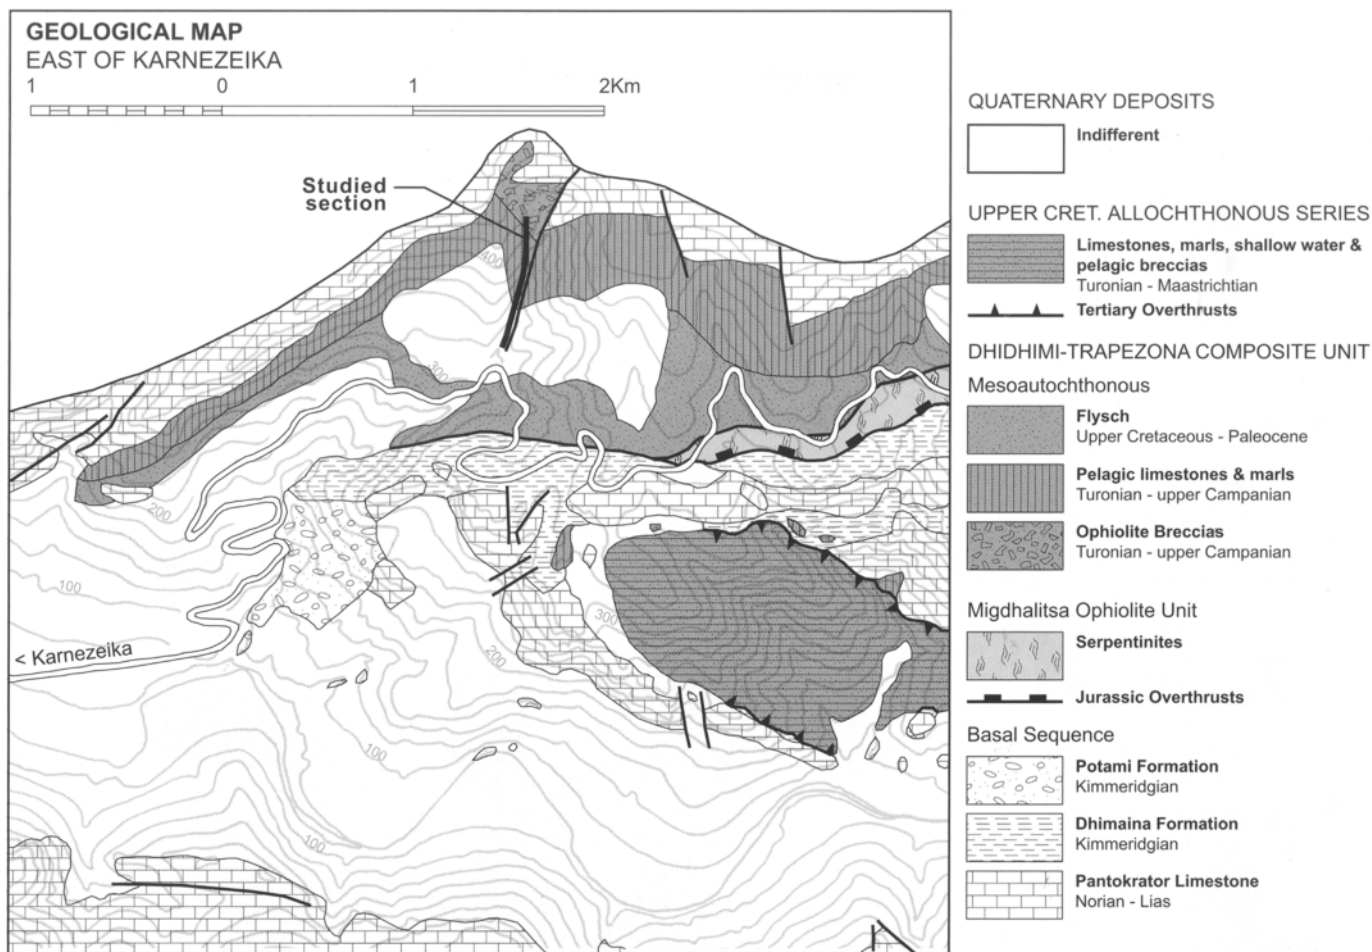 GEOLOGICAL MAP
EAST OF KARNEZEIKA
1 0 1 2Km
Studied
section
400
300
200
100
< Karnezeika
300
200
100
100
QUATERNARY DEPOSITS
Indifferent
UPPER CRET. ALLOCHTHONOUS SERIES
Limestones, marls, shallow water &
pelagic breccias
Turonian - Maastrichtian
Tertiary Overthrusts
DHIDHIMI-TRAPEZONA COMPOSITE UNIT
Mesoautochthonous
Flysch
Upper Cretaceous - Paleocene
Pelagic limestones & marls
Turonian - upper Campanian
Ophiolite Breccias
Turonian - upper Campanian
Migdhalitsa Ophiolite Unit
Serpentinites
Jurassic Overthrusts
Basal Sequence
Potami Formation
Kimmeridgian
Dhimaina Formation
Kimmeridgian
Pantokrator Limestone
Norian - Lias